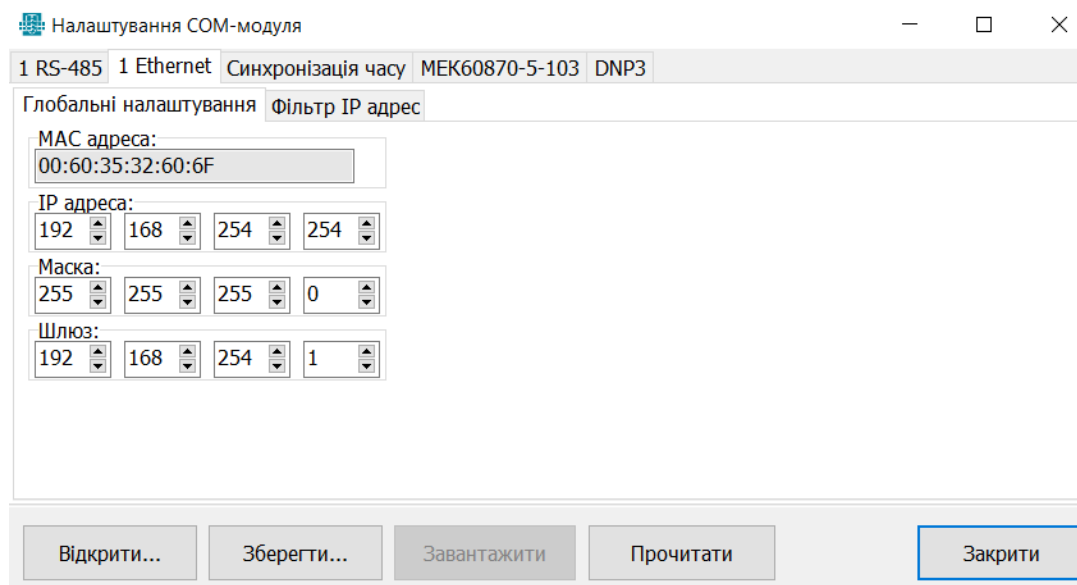 Налаштування COM-модуля
1 RS-485 1 Ethernet Синхронізація часу МЕК60870-5-103 DNP3
Глобальні налаштування Фільтр IP адрес
MAC адреса:
00:60:35:32:60:6F
IP адреса:
192 168 254 254
Маска:
255 255 255 0
Шлюз:
192 168 254 1
Відкрити... Зберегти... Завантажити Прочитати Закрити